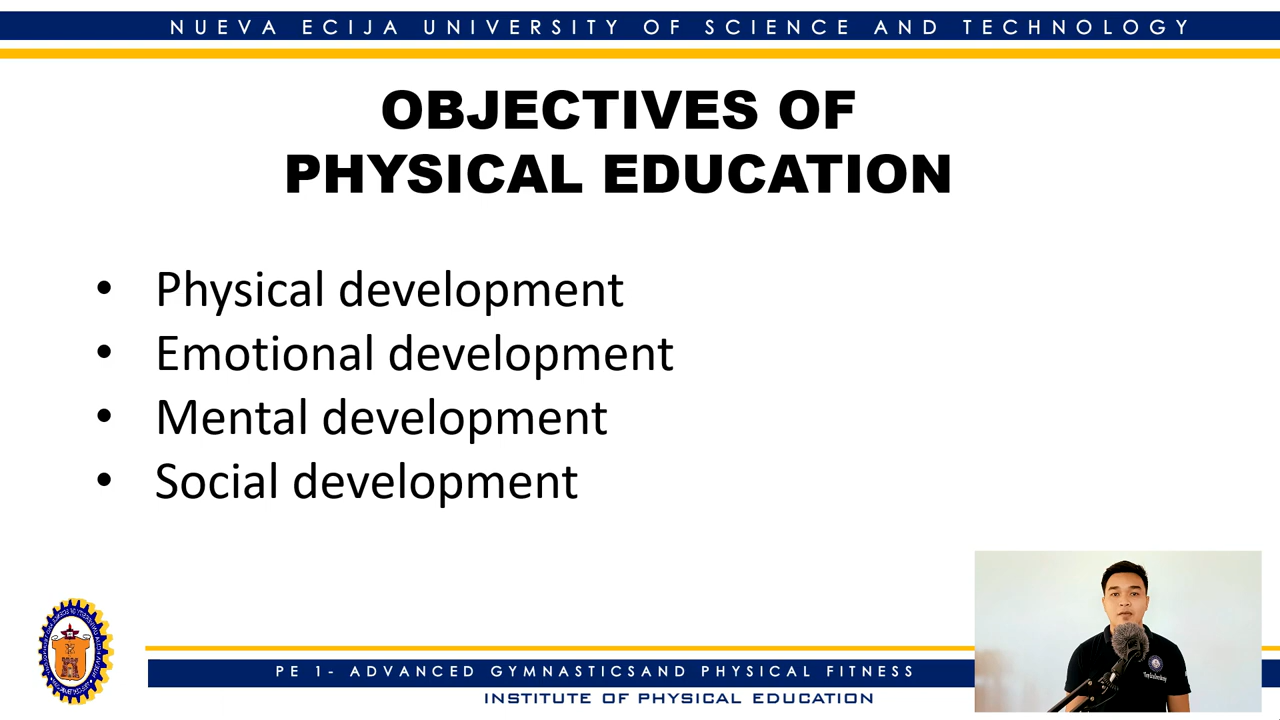 NUEVA ECIJA UNIVERSITY OF SCIENCE AND TECHNOLOGY
OBJECTIVES OF
PHYSICAL EDUCATION
• Physical development
• Emotional development
• Mental development
• Social development
PE 1- ADVANCED GYMNASTICSAND PHYSICAL FITNESS
INSTITUTE OF PHYSICAL EDUCATION